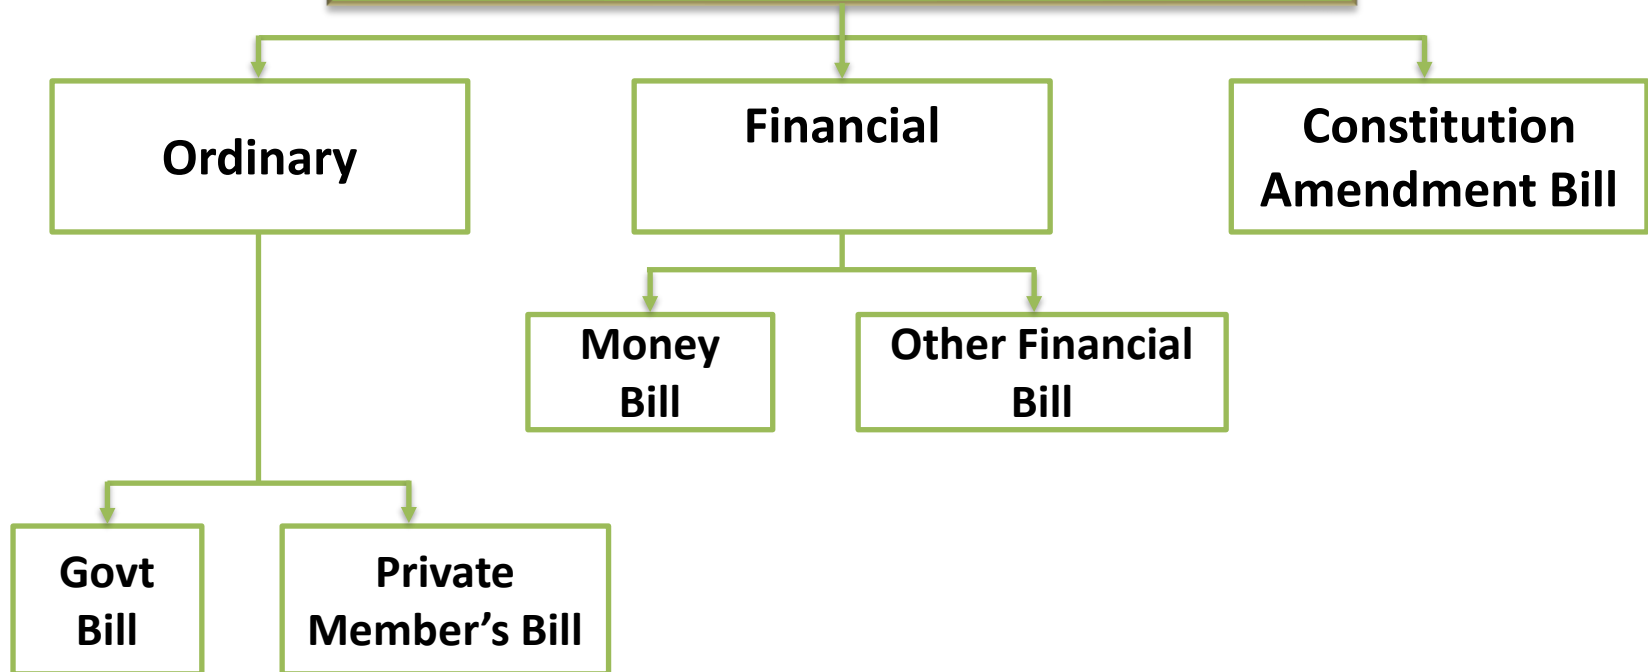 Ordinary
Financial
Constitution
Amendment Bill
Money
Bill
Other Financial
Bill
Govt
Bill
Private
Member’s Bill